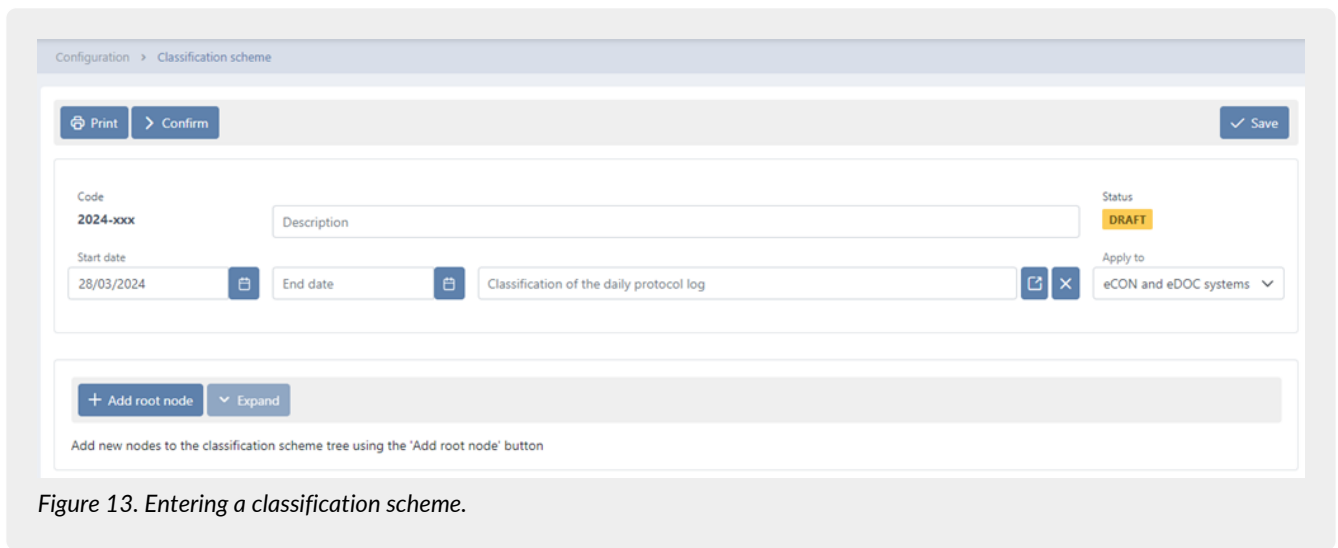 Configuration > Classification scheme
Print > Confirm Save
Code Status
2024-xxx Description DRAFT
Start date Apply to
28/03/2024 End date Classification of the daily protocol log eCON and eDOC systems
+ Add root node Expand
Add new nodes to the classification scheme tree using the 'Add root node' button
Figure 13. Entering a classification scheme.